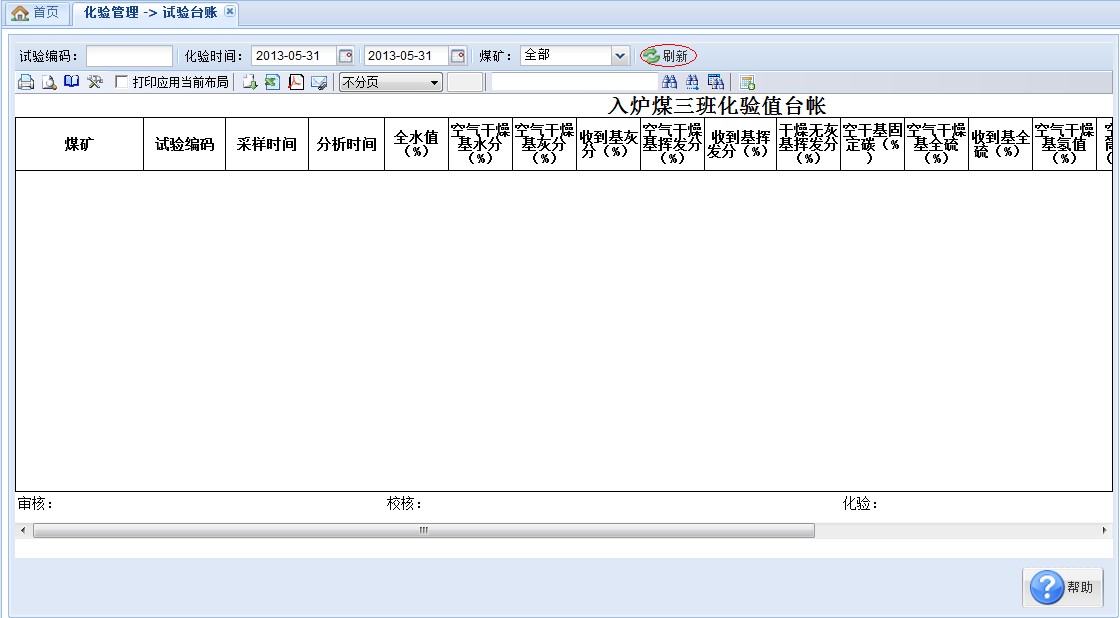 首页 化验管理 -> 试验台账
试验编码： 化验时间： 2013-05-31 2013-05-31 煤矿： 全部 刷新
打印应用当前布局 不分页
入炉煤三班化验值台帐
煤矿
试验编码
采样时间
分析时间
全水值
（%）
空气干燥
基水分
（%）
空气干燥
基灰分
（%）
收到基灰
分（%）
空气干燥
基挥发分
（%）
收到基挥
发分（%）
干燥无灰
基挥发分
（%）
空干基固
定碳（%
）
空气干燥
基全硫
（%）
收到基全
硫（%）
空气干燥
基氢值
（%）
审核： 校核： 化验：
帮助